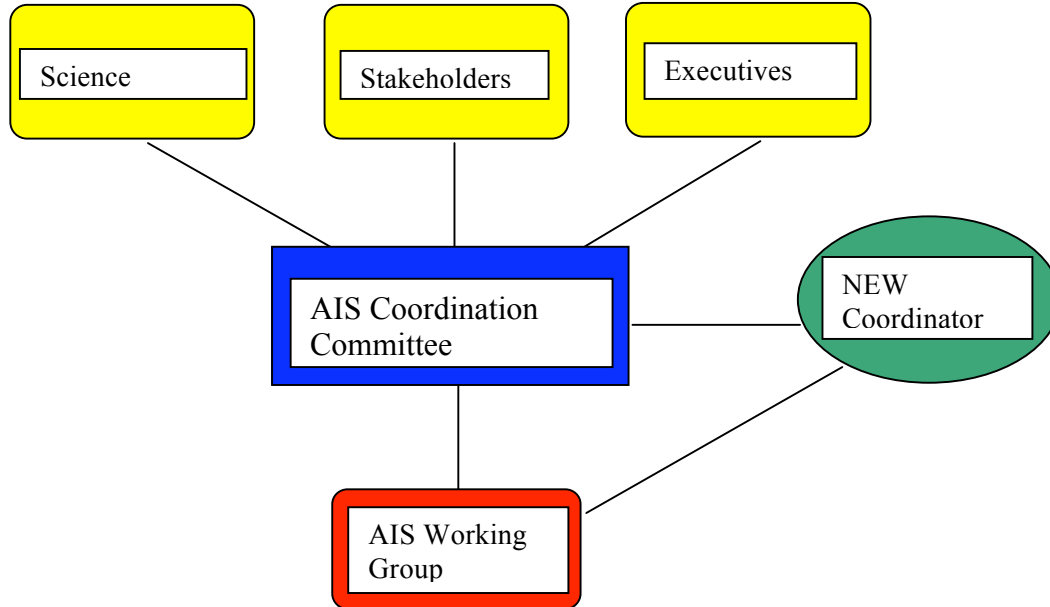 Science
Stakeholders
Executives
AIS Coordination
Committee
NEW
Coordinator
AIS Working
Group